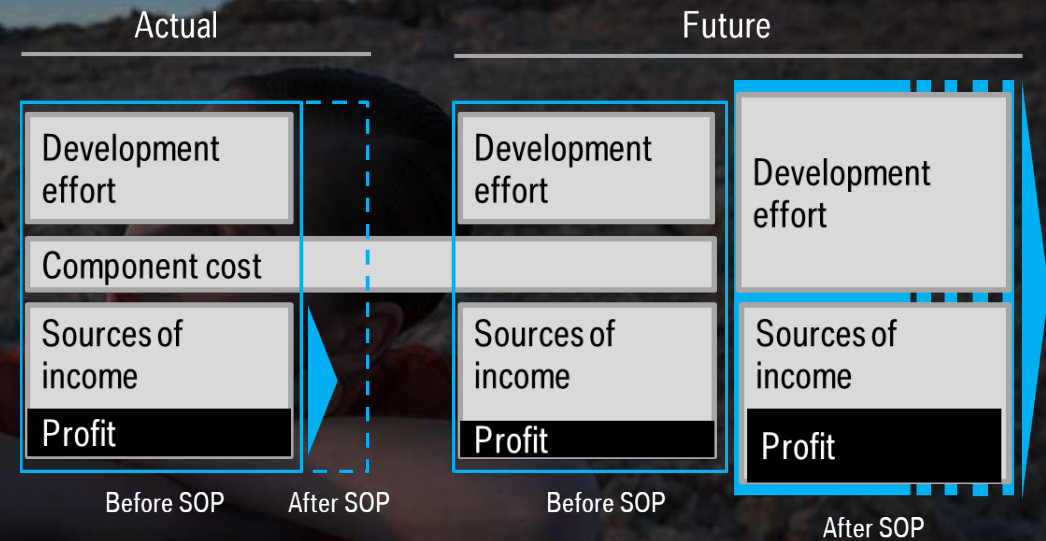 Actual
Future
Development
effort
Component cost
Sources of
income
Profit
Before SOP
After SOP
Development
effort
Sources of
income
Profit
Before SOP
Development
effort
Sources of
income
Profit
After SOP